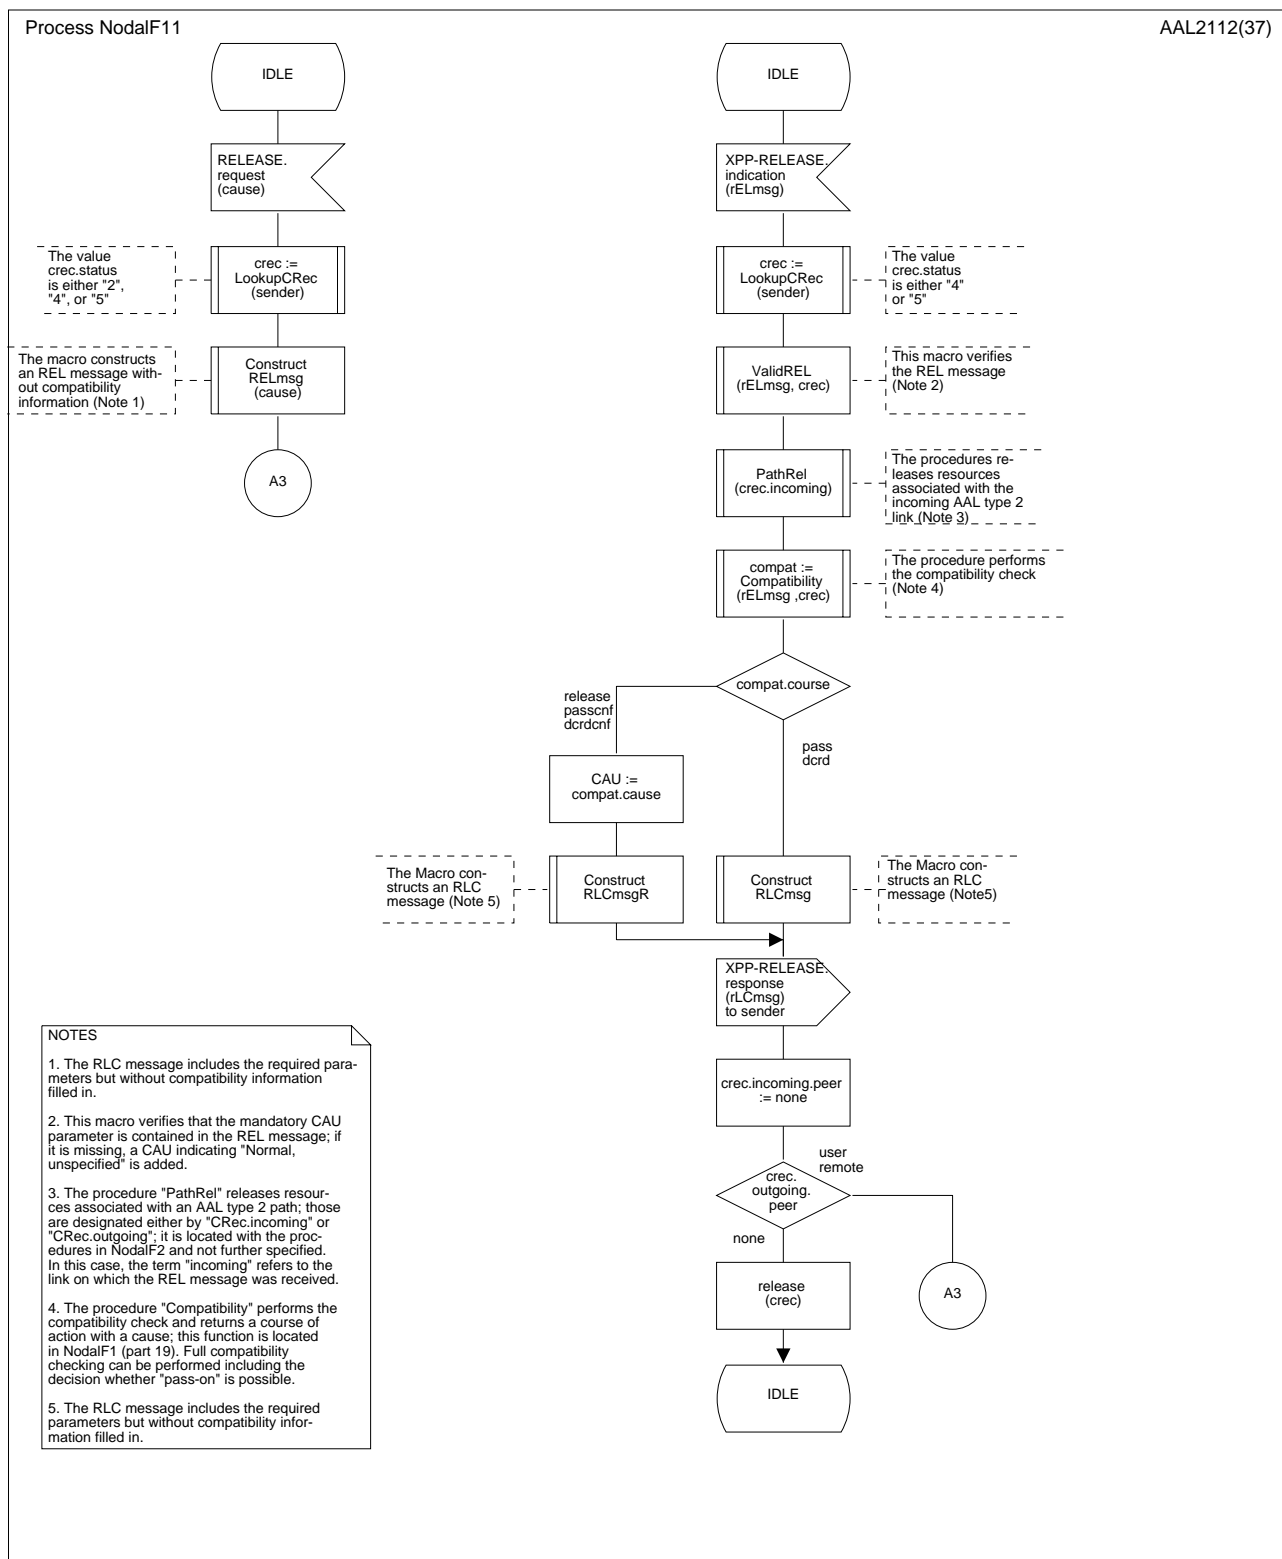 Process NodalF11
AAL2112(37)
IDLE
RELEASE.
request
(cause)
The value
crec.status
is either "2",
"4", or "5"
crec :=
LookupCRec
(sender)
The macro constructs
an REL message with-
out compatibility
information (Note 1)
Construct
RELmsg
(cause)
A3
IDLE
XPP-RELEASE.
indication
(rELmsg)
crec :=
LookupCRec
(sender)
The value
crec.status
is either "4"
or "5"
ValidREL
(rELmsg, crec)
This macro verifies
the REL message
(Note 2)
PathRel
(crec.incoming)
The procedures re-
leases resources
associated with the
incoming AAL type 2
link (Note 3)
compat :=
Compatibility
(rELmsg ,crec)
The procedure performs
the compatibility check
(Note 4)
compat.course
release
passcnf
dcrdcnf
pass
dcrd
CAU :=
compat.cause
The Macro con-
structs an RLC
message (Note 5)
Construct
RLCmsgR
Construct
RLCmsg
The Macro con-
structs an RLC
message (Note5)
XPP-RELEASE.
response
(rLCmsg)
to sender
crec.incoming.peer
:= none
user
remote
crec.
outgoing.
peer
none
release
(crec)
A3
IDLE
NOTES
1. The RLC message includes the required para-
meters but without compatibility information
filled in.
2. This macro verifies that the mandatory CAU
parameter is contained in the REL message; if
it is missing, a CAU indicating "Normal,
unspecified" is added.
3. The procedure "PathRel" releases resour-
ces associated with an AAL type 2 path; those
are designated either by "CRec.incoming" or
"CRec.outgoing"; it is located with the proc-
edures in NodalF2 and not further specified.
In this case, the term "incoming" refers to the
link on which the REL message was received.
4. The procedure "Compatibility" performs the
compatibility check and returns a course of
action with a cause; this function is located
in NodalF1 (part 19). Full compatibility
checking can be performed including the
decision whether "pass-on" is possible.
5. The RLC message includes the required
parameters but without compatibility infor-
mation filled in.